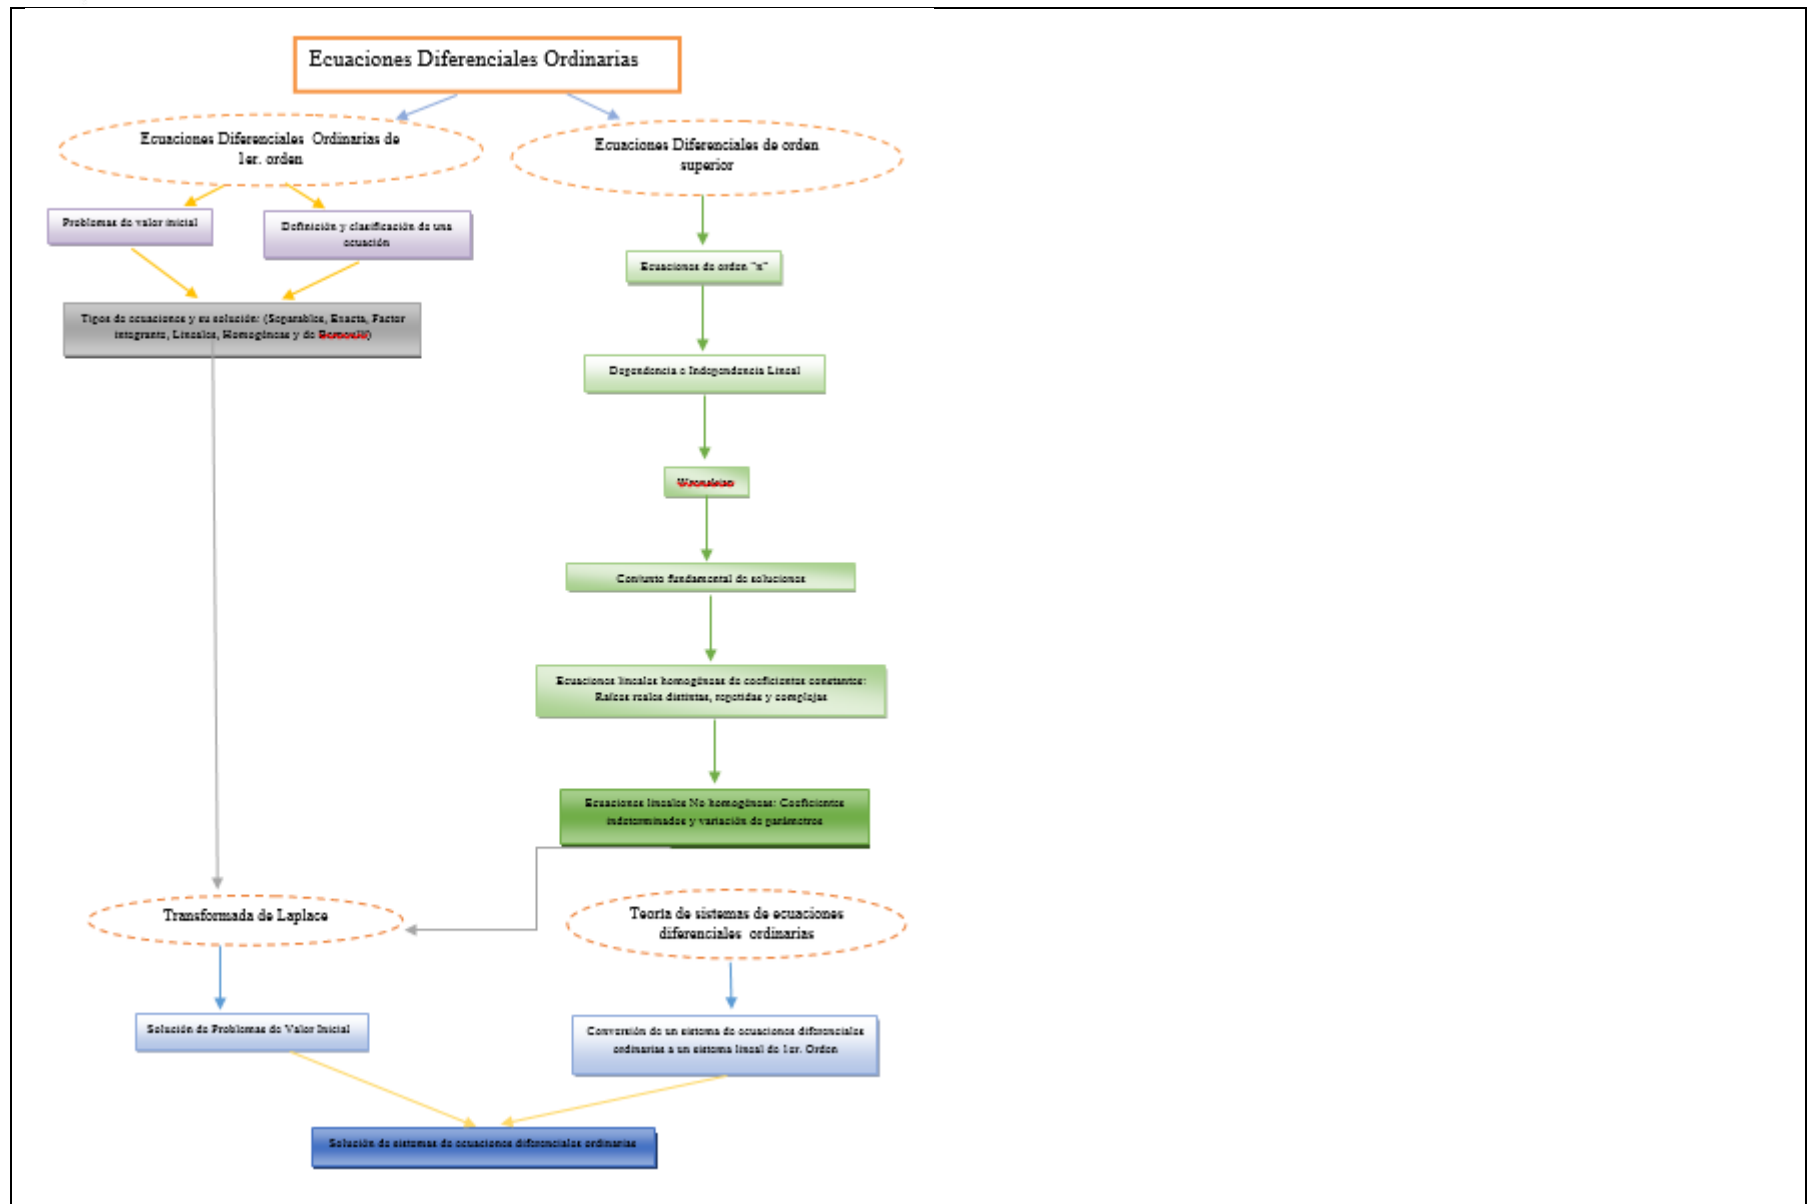 Ecuaciones Diferenciales Ordinarias
Ecuaciones Diferenciales Ordinarias de
1er. orden
Ecuaciones Diferenciales de orden
superior
Problemas de valor inicial
Definición y clasificación de una
ecuación
Ecuaciones de orden "n"
Tipos de ecuaciones y su solución: (Separables, Exacta, Factor
integrante, Lineales, Homogéneas y de Bernoulli)
Dependencia e Independencia Lineal
Conjunto fundamental de soluciones
Ecuaciones lineales homogéneas de coeficientes constantes:
Raíces reales distintas, repetidas y complejas
Ecuaciones lineales No homogéneas: Coeficientes
indeterminados y variación de parámetros
Transformada de Laplace
Teoría de sistemas de ecuaciones
diferenciales ordinarias
Solución de Problemas de Valor Inicial
Conversión de un sistema de ecuaciones diferenciales
ordinarias a un sistema lineal de 1er. Orden
Solución de sistemas de ecuaciones diferenciales ordinarias